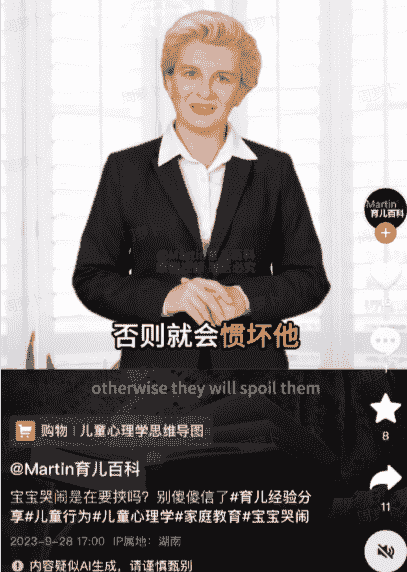 Martin
育儿百科
否则就会惯坏他
otherwise they will spoil them
购物 | 儿童心理学思维导图
@Martin育儿百科
宝宝哭闹是在要挟吗？别傻傻信了#育儿经验分
享#儿童行为#儿童心理学#家庭教育#宝宝哭闹
8
2023-9-28 17:00 IP属地：湖南
11
内容疑似AI生成，请谨慎甄别